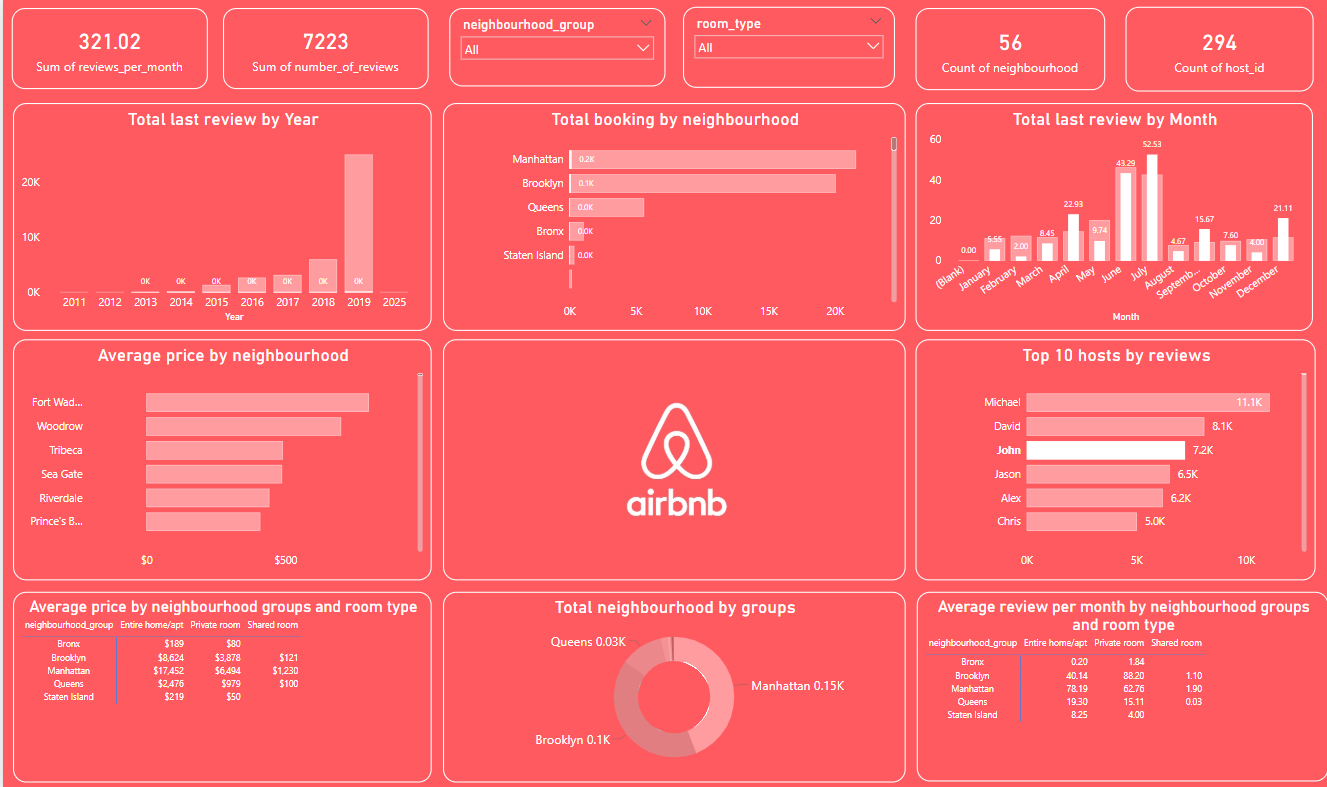 321.02
Sum of reviews_per_month
7223
Sum of number_of_reviews
neighbourhood_group
All
room_type
All
56
Count of neighbourhood
294
Count of host_id
Total last review by Year
20K
10K
0K
0K 0K 0K 0K 0K 0K 0K
2011 2012 2013 2014 2015 2016 2017 2018 2019 2025
Year
Total booking by neighbourhood
Manhattan 0.2K
Brooklyn 0.1K
Queens 0.0K
Bronx 0.0K
Staten Island 0.0K
0K 5K 10K 15K 20K
Total last review by Month
60
40
20
0
0.00 5.55 2.00 8.45 22.93 9.74 43.29 52.53 4.67 15.67 7.60 4.00 21.11
(Blank) January February March April May June July August Septemb... October November December
Month
Average price by neighbourhood
Fort Wad...
Woodrow
Tribeca
Sea Gate
Riverdale
Prince's B...
$0 $500
airbnb
Top 10 hosts by reviews
Michael 11.1K
David 8.1K
John 7.2K
Jason 6.5K
Alex 6.2K
Chris 5.0K
0K 5K 10K
Average price by neighbourhood groups and room type
neighbourhood_group Entire home/apt Private room Shared room
Bronx $189 $80
Brooklyn $8,624 $3,878 $121
Manhattan $17,452 $6,494 $1,230
Queens $2,476 $979 $100
Staten Island $219 $50
Total neighbourhood by groups
Queens 0.03K
Manhattan 0.15K
Brooklyn 0.1K
Average review per month by neighbourhood groups
and room type
neighbourhood_group Entire home/apt Private room Shared room
Bronx 0.20 1.84
Brooklyn 40.14 88.20 1.10
Manhattan 78.19 62.76 1.90
Queens 19.30 15.11 0.03
Staten Island 8.25 4.00